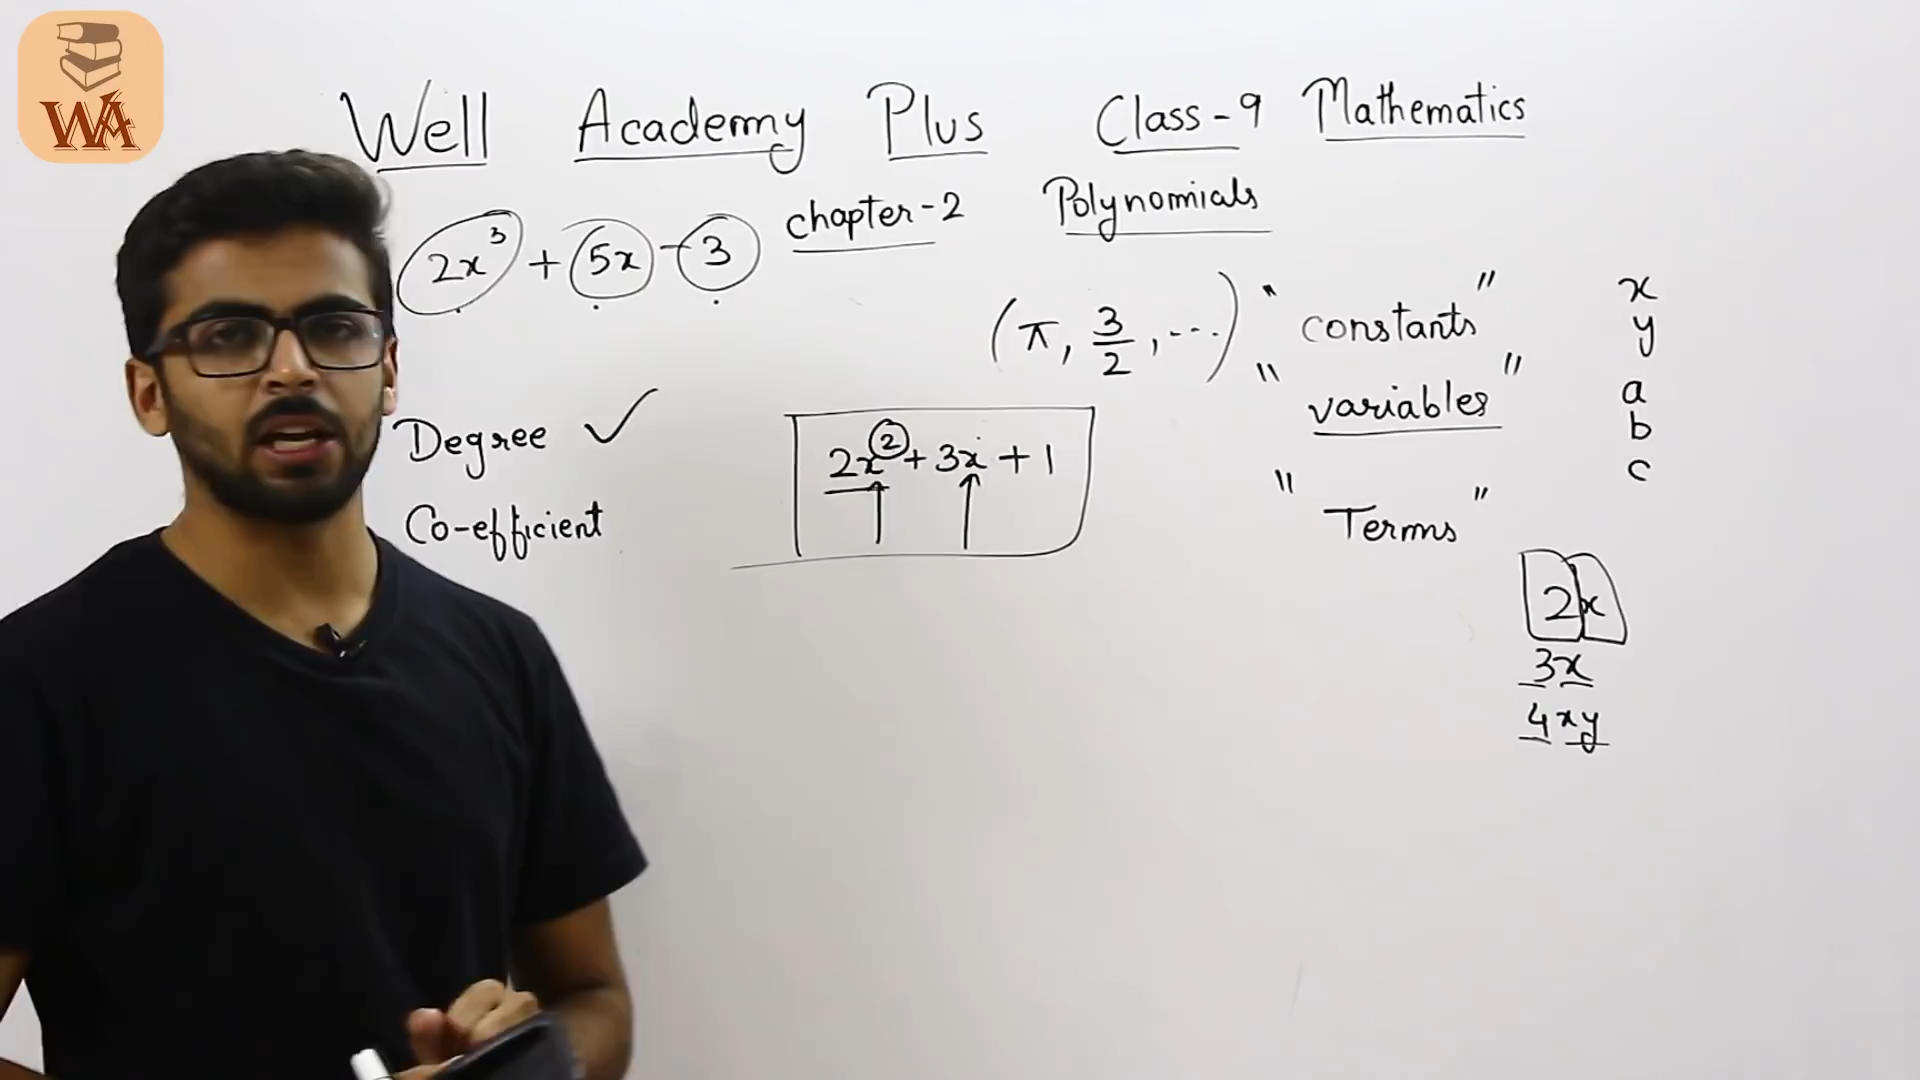 WA
Well Academy Plus Class-9 Mathematics
chapter-2 Polynomials
2x³ + 5x - 3
(π, 3/2, ...) "constants"
"variables"
x
y
a
b
c
Degree ✓
Co-efficient
2x² + 3x + 1
"Terms"
2x
3x
4xy